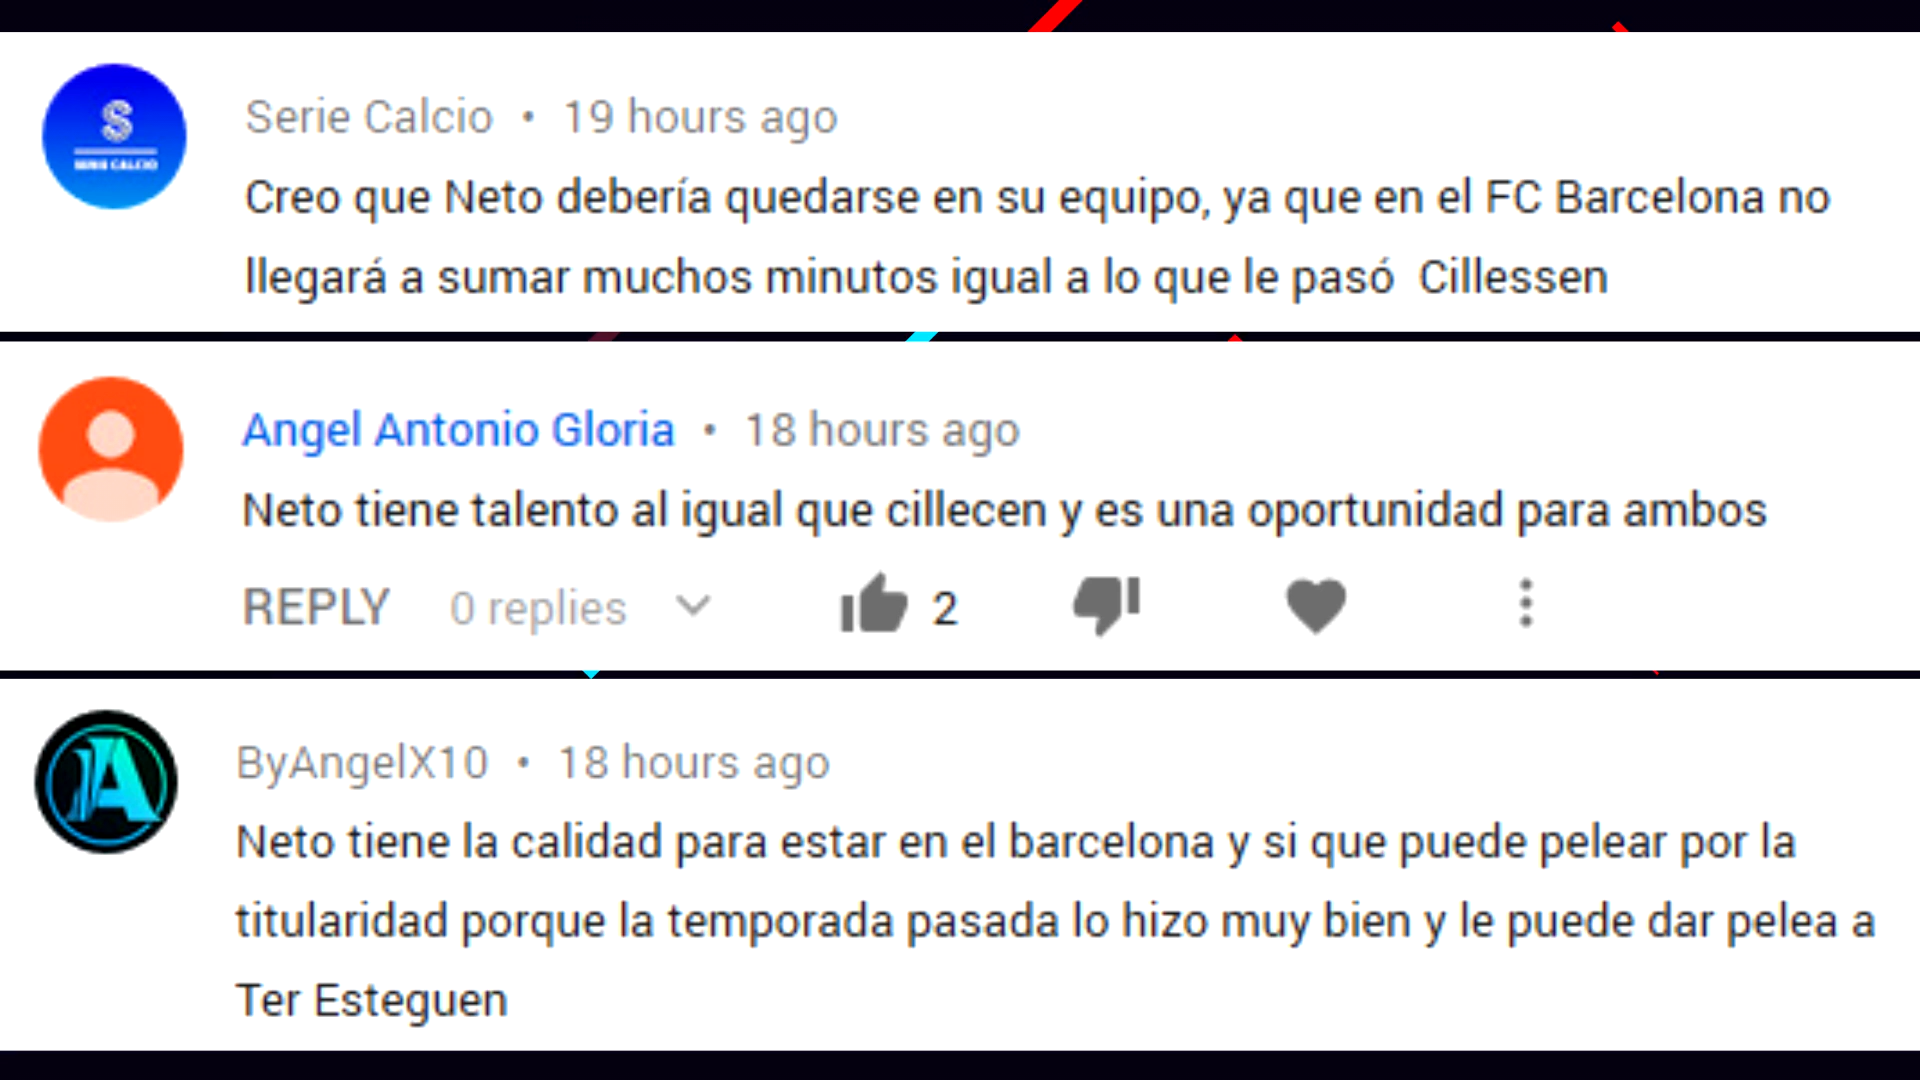 S
SERIE CALCIO
Serie Calcio • 19 hours ago
Creo que Neto debería quedarse en su equipo, ya que en el FC Barcelona no
llegará a sumar muchos minutos igual a lo que le pasó  Cillessen
Angel Antonio Gloria • 18 hours ago
Neto tiene talento al igual que cillecen y es una oportunidad para ambos
REPLY 0 replies 2
A
ByAngelX10 • 18 hours ago
Neto tiene la calidad para estar en el barcelona y si que puede pelear por la
titularidad porque la temporada pasada lo hizo muy bien y le puede dar pelea a
Ter Esteguen